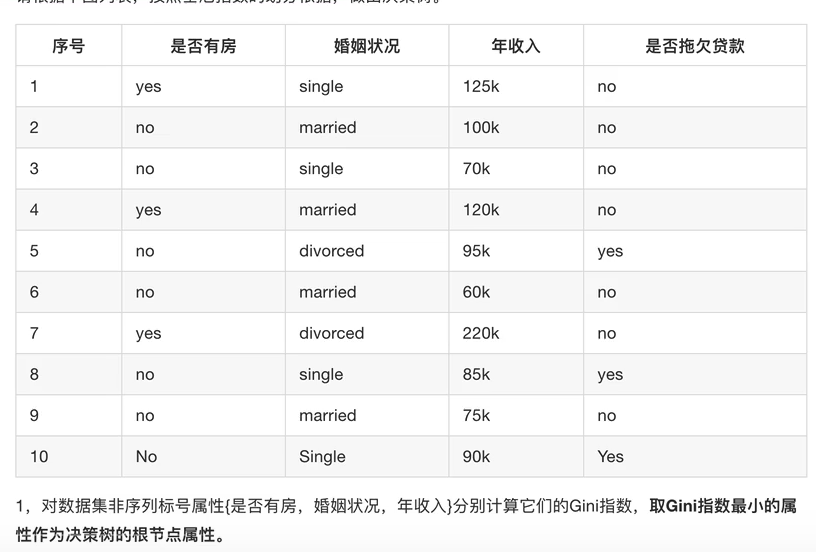 序号 是否有房 婚姻状况 年收入 是否拖欠贷款
1 yes single 125k no
2 no married 100k no
3 no single 70k no
4 yes married 120k no
5 no divorced 95k yes
6 no married 60k no
7 yes divorced 220k no
8 no single 85k yes
9 no married 75k no
10 No Single 90k Yes
1，对数据集非序列标号属性{是否有房，婚姻状况，年收入}分别计算它们的Gini指数，取Gini指数最小的属
性作为决策树的根节点属性。